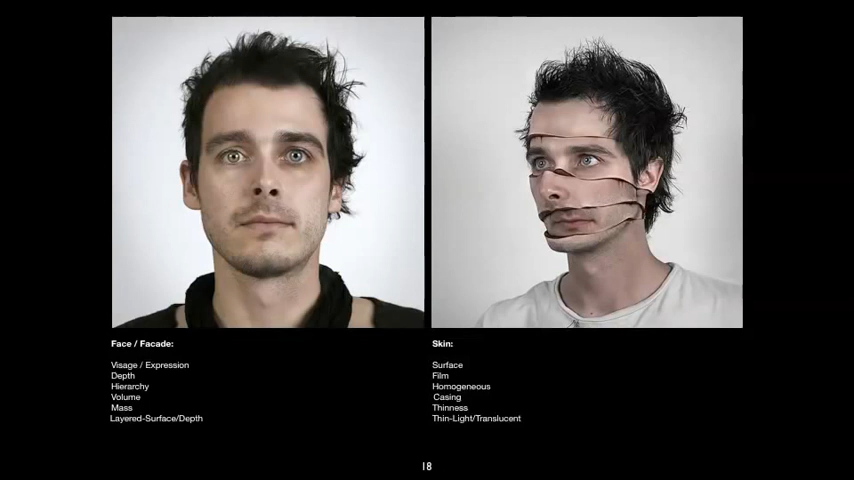 Face / Facade:
Visage / Expression
Depth
Hierarchy
Volume
Mass
Layered-Surface/Depth
Skin:
Surface
Film
Homogeneous
Casing
Thinness
Thin-Light/Translucent
18